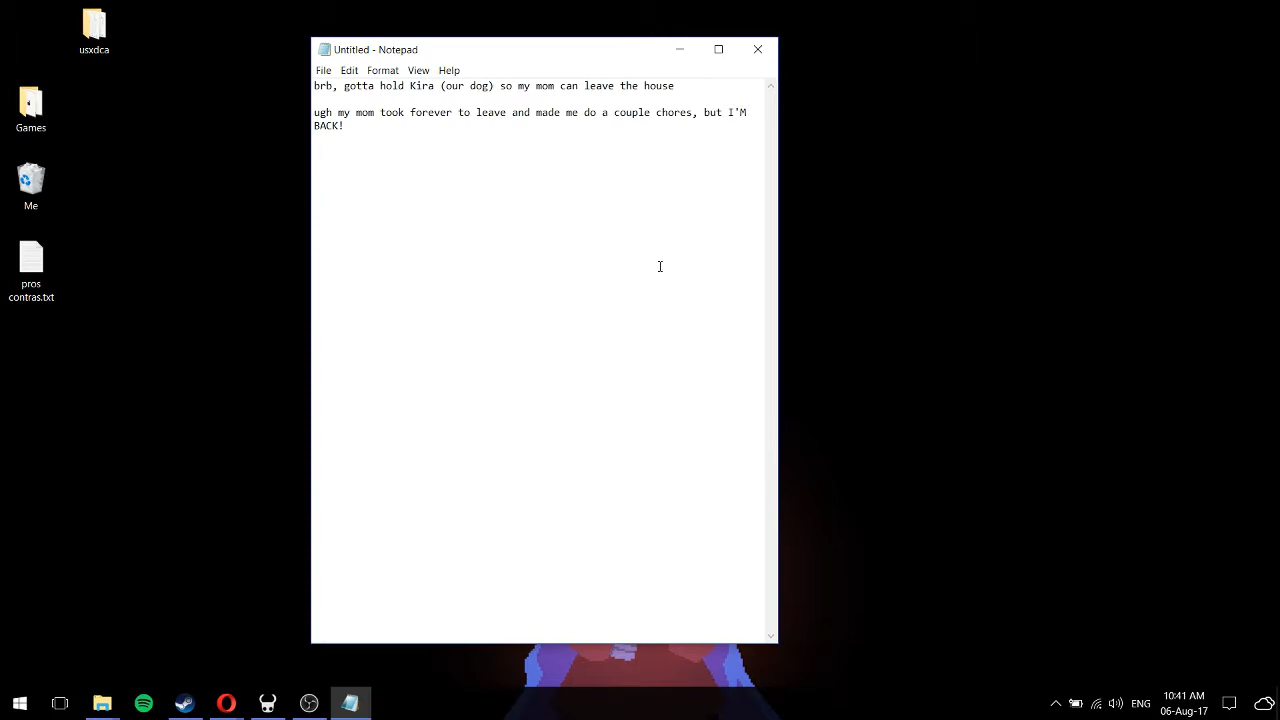 usxdca
Untitled - Notepad
File Edit Format View Help
brb, gotta hold Kira (our dog) so my mom can leave the house
ugh my mom took forever to leave and made me do a couple chores, but I'M
BACK!
Games
Me
pros
contras.txt
ENG
10:41 AM
06-Aug-17